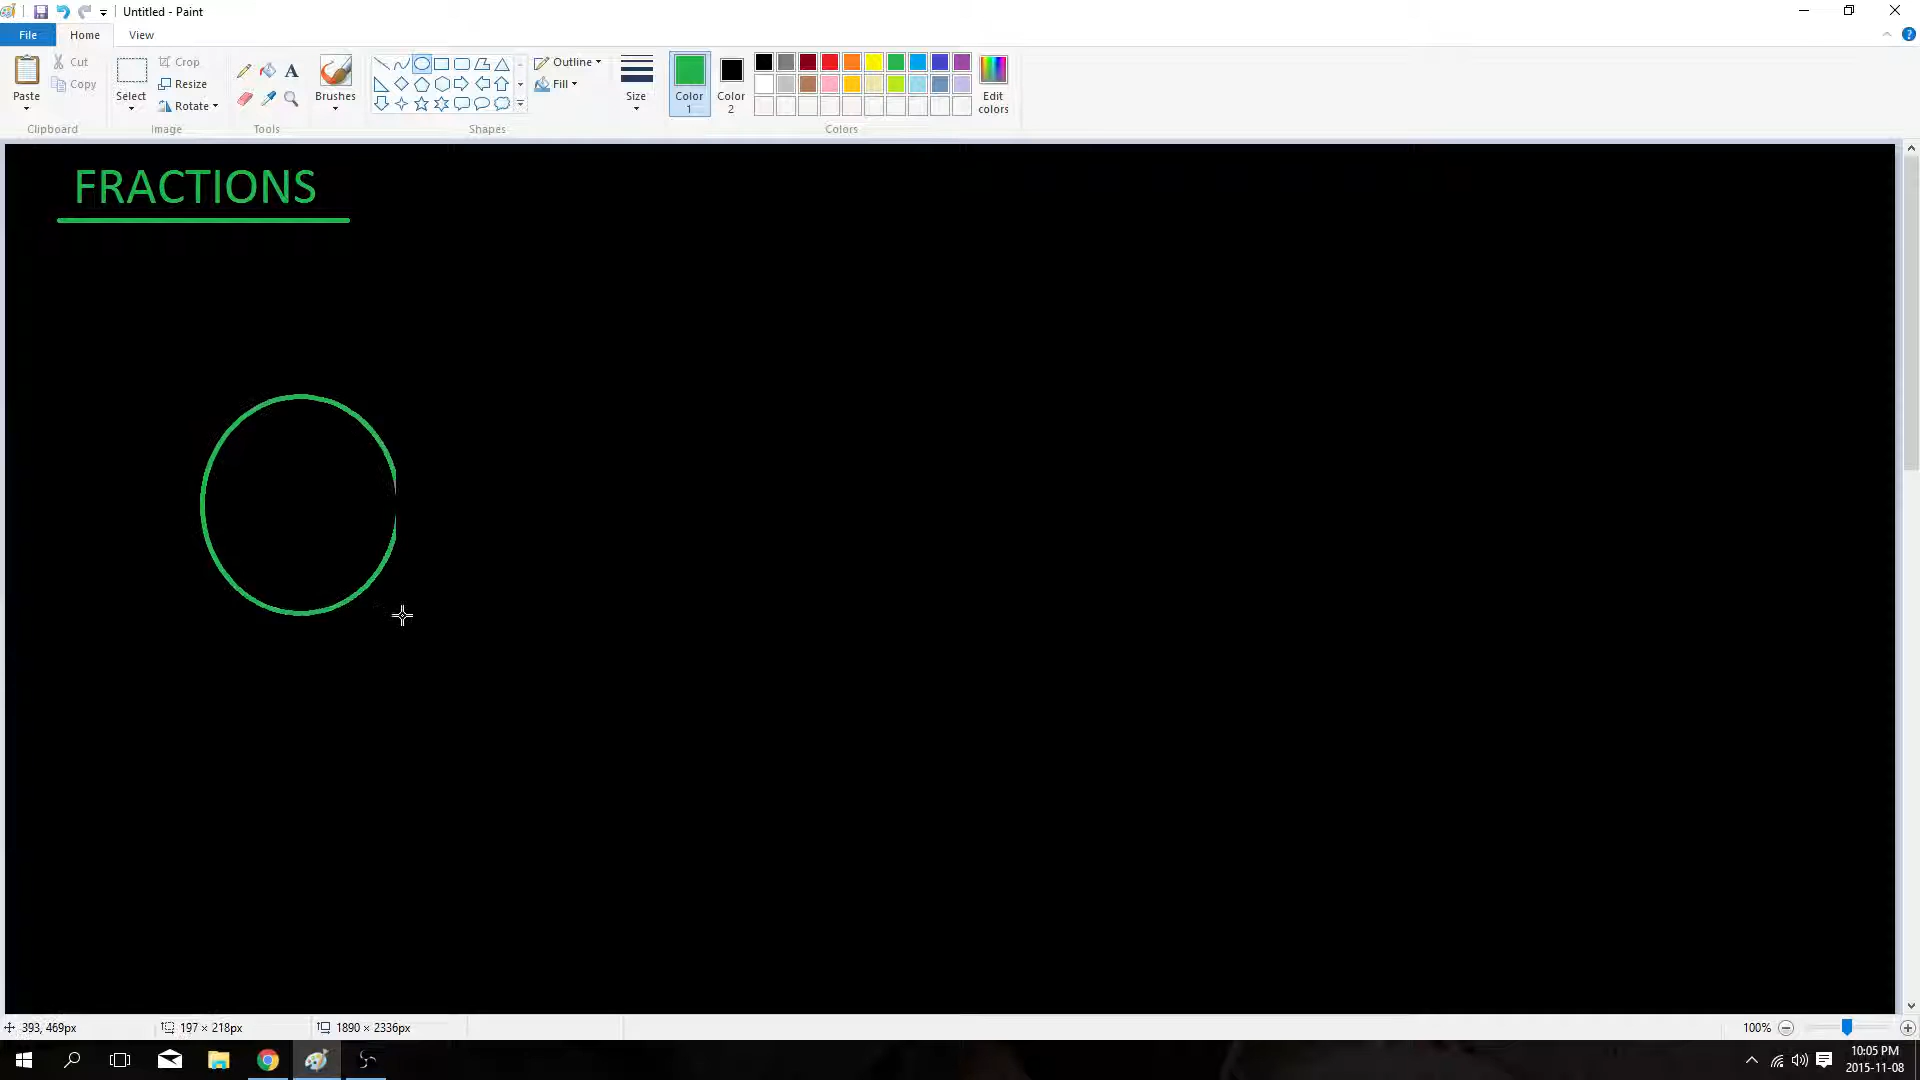 Untitled - Paint
File Home View
Paste
Cut
Copy
Clipboard
Select
Crop
Resize
Rotate
Image
A
Tools
Brushes
Outline
Fill
Shapes
Size
Color 1
Color 2
Edit colors
Colors
FRACTIONS
393, 469px 197 × 218px 1890 × 2336px 100%
10:05 PM
2015-11-08